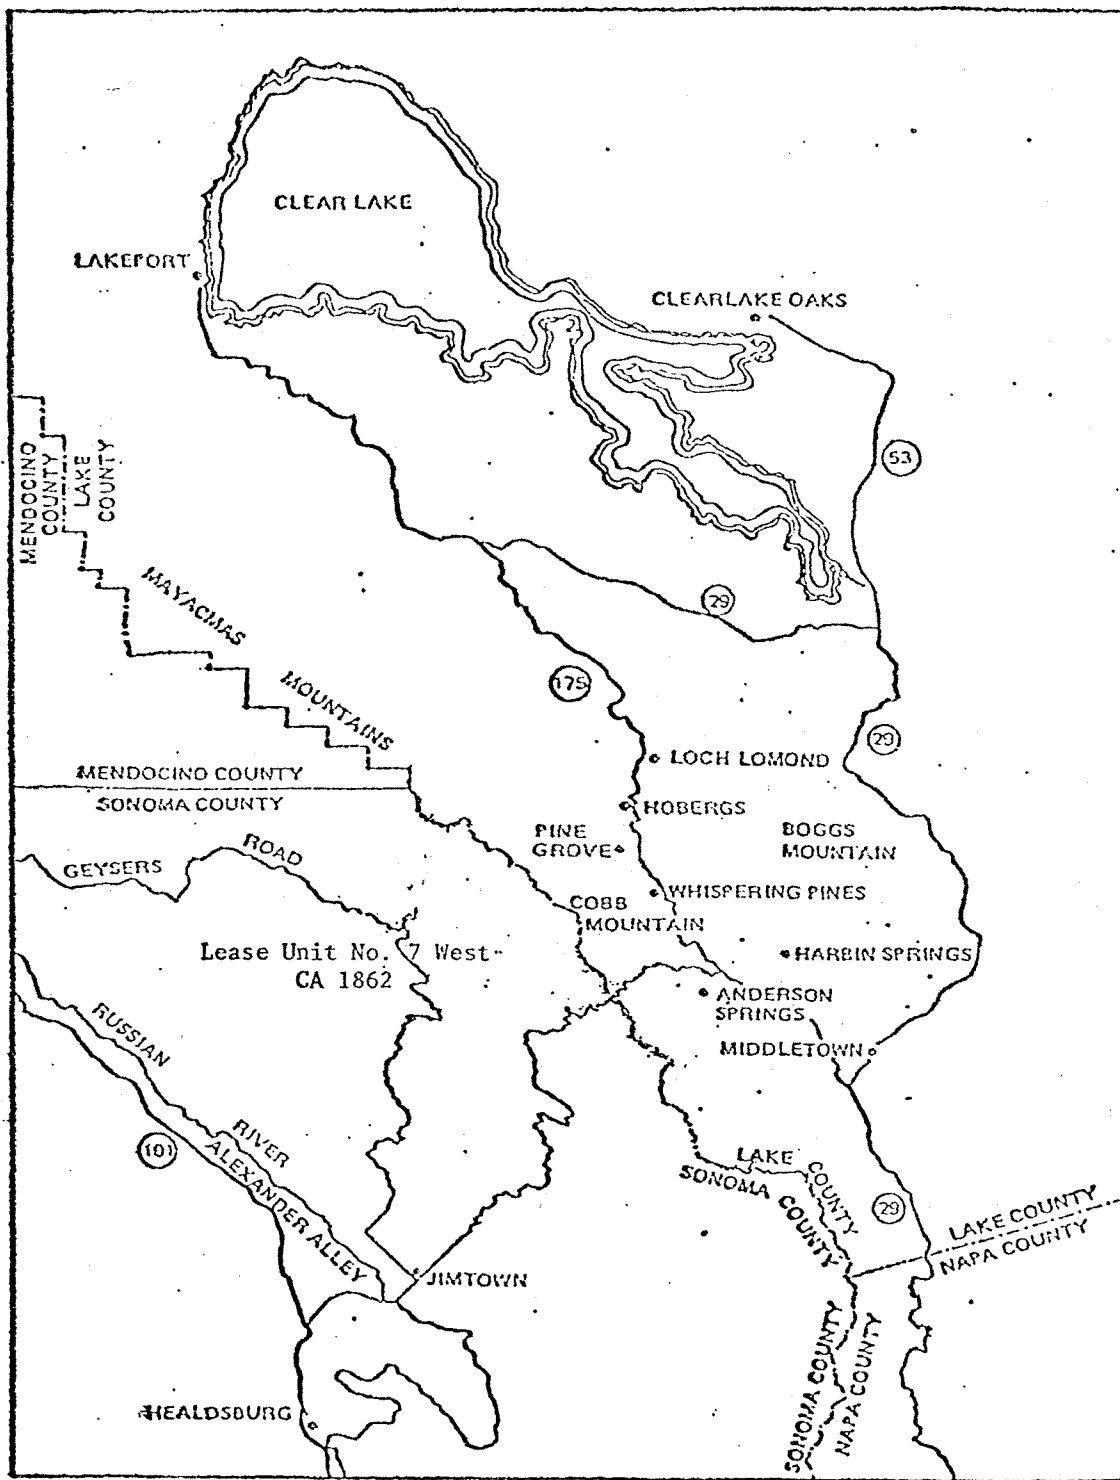 CLEAR LAKE
LAKEPORT
CLEARLAKE OAKS
53
MENDOCINO
COUNTY
LAKE
COUNTY
MAYACMAS
MOUNTAINS
29
175
29
LOCH LOMOND
MENDOCINO COUNTY
SONOMA COUNTY
HOBERGS
PINE
GROVE
BOGGS
MOUNTAIN
GEYSERS
ROAD
WHISPERING PINES
COBB
MOUNTAIN
Lease Unit No. 7 West
CA 1862
HARBIN SPRINGS
ANDERSON
SPRINGS
MIDDLETOWN
RUSSIAN
RIVER
101
ALEXANDER ALLEY
LAKE COUNTY
SONOMA COUNTY
29
LAKE COUNTY
NAPA COUNTY
JIMTOWN
SONOMA COUNTY
NAPA COUNTY
HEALDSBURG